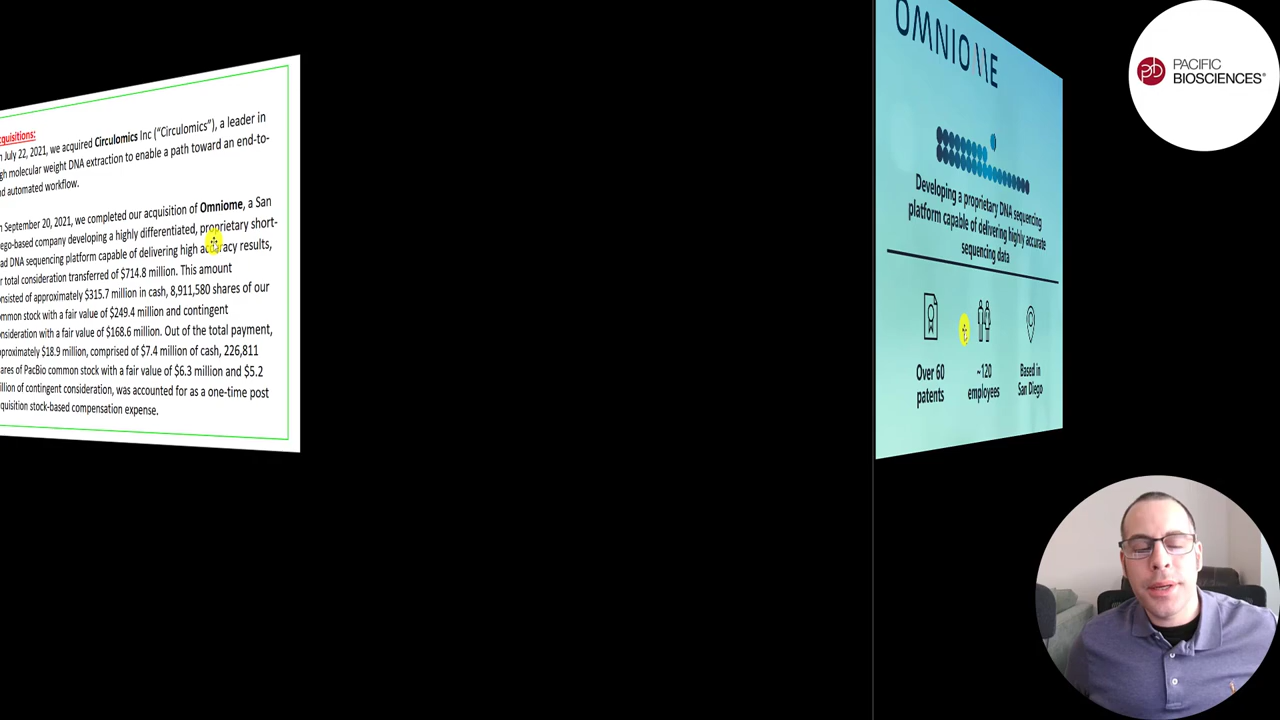 quisitions:
July 22, 2021, we acquired Circulomics Inc (“Circulomics”), a leader in
molecular weight DNA extraction to enable a path toward an end-to-
automated workflow.
September 20, 2021, we completed our acquisition of Omniome, a San
ego-based company developing a highly differentiated, proprietary short-
ad DNA sequencing platform capable of delivering high accuracy results,
total consideration transferred of $714.8 million. This amount
nsisted of approximately $315.7 million in cash, 8,911,580 shares of our
mmon stock with a fair value of $249.4 million and contingent
nsideration with a fair value of $168.6 million. Out of the total payment,
proximately $18.9 million, comprised of $7.4 million of cash, 226,811
ares of PacBio common stock with a fair value of $6.3 million and $5.2
illion of contingent consideration, was accounted for as a one-time post
quisition stock-based compensation expense.
OMNIOME
Developing a proprietary DNA sequencing
platform capable of delivering highly accurate
sequencing data
Over 60
patents
~120
employees
Based in
San Diego
PACIFIC
BIOSCIENCES®